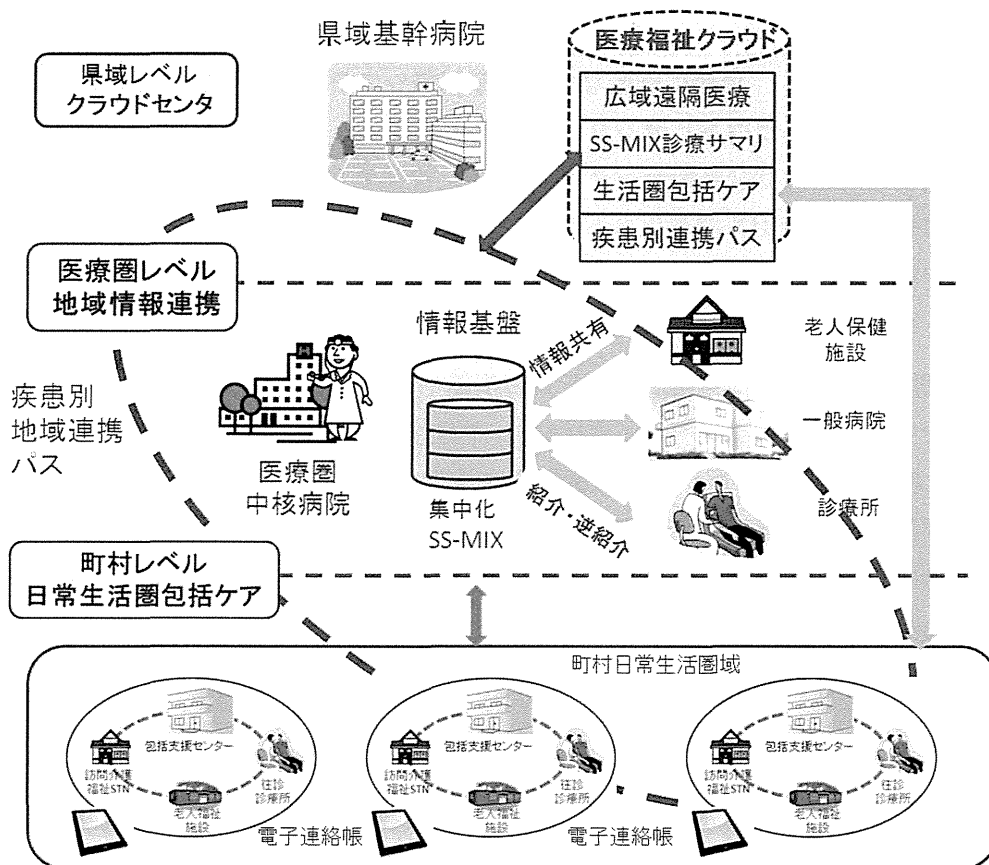 県域基幹病院
医療福祉クラウド
県域レベル
クラウドセンタ
広域遠隔医療
SS-MIX診療サマリ
生活圏包括ケア
疾患別連携パス
医療圏レベル
地域情報連携
情報基盤
情報共有
老人保健
施設
疾患別
地域連携
パス
一般病院
医療圏
中核病院
集中化
SS-MIX
紹介・逆紹介
診療所
町村レベル
日常生活圏包括ケア
町村日常生活圏域
包括支援センター
訪問介護
福祉STN
往診
診療所
老人福祉
施設
包括支援センター
訪問介護
福祉STN
往診
診療所
老人福祉
施設
包括支援センター
訪問介護
福祉STN
往診
診療所
老人福祉
施設
電子連絡帳
電子連絡帳